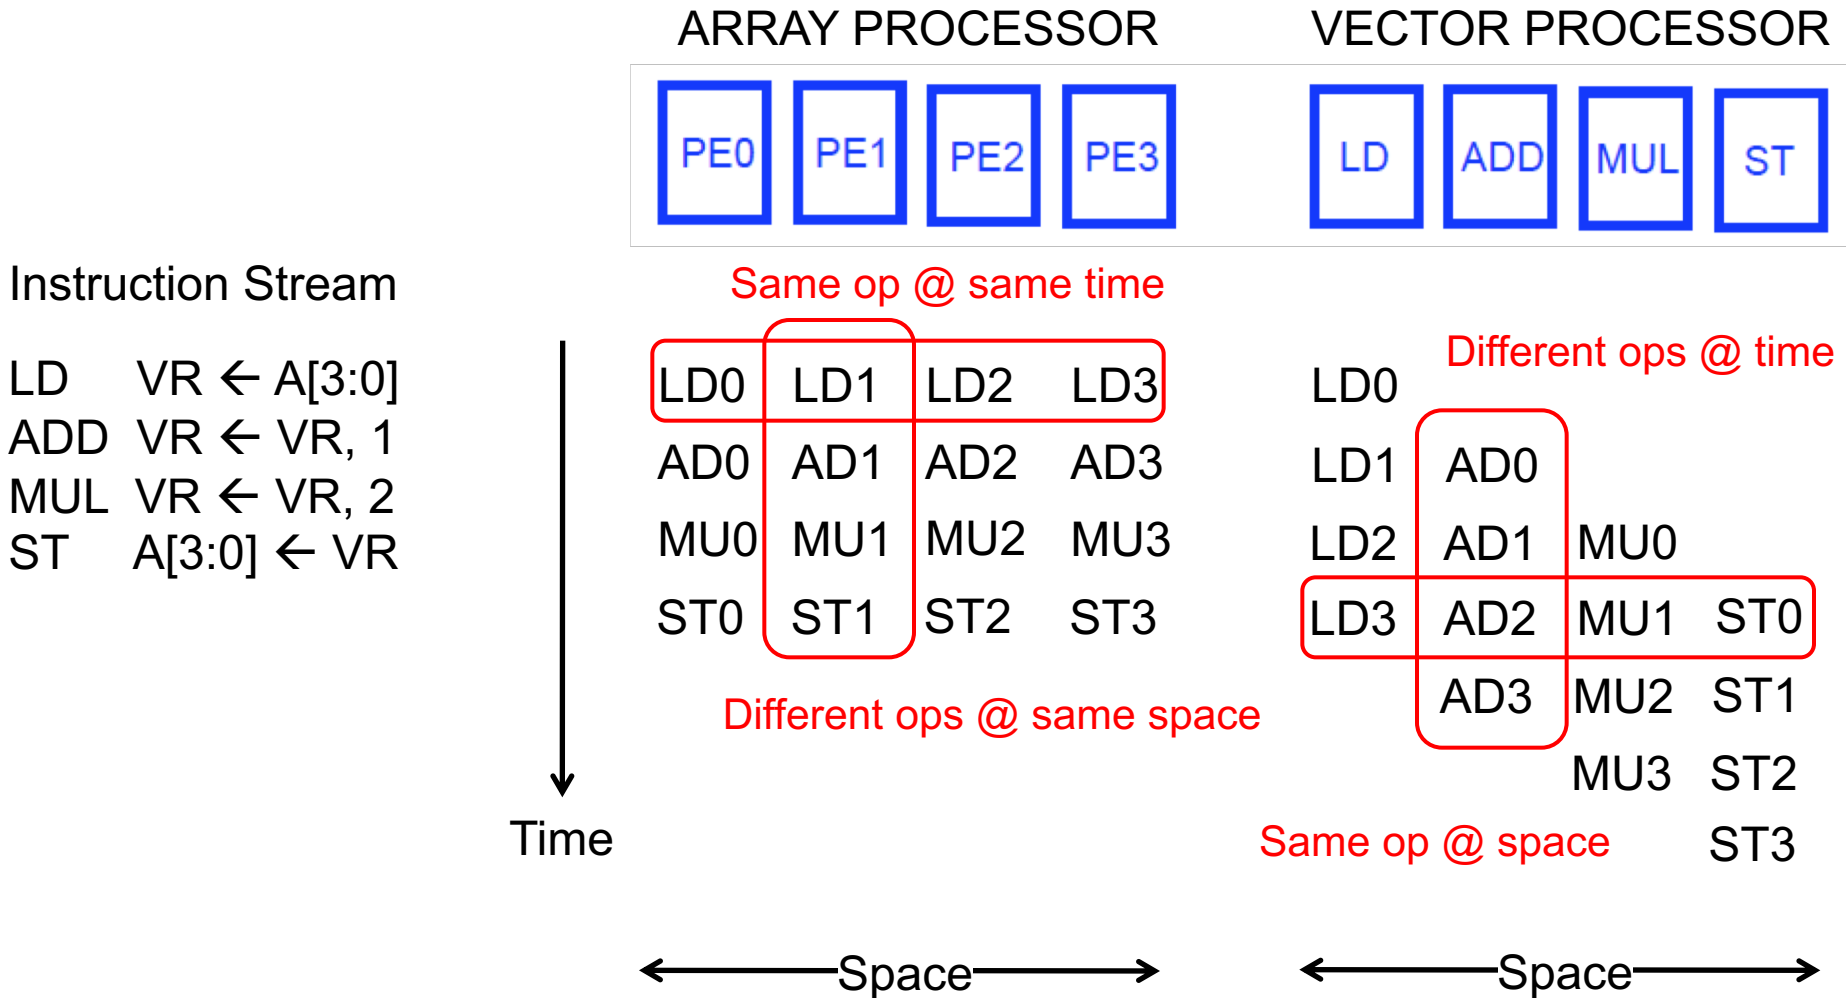 ARRAY PROCESSOR VECTOR PROCESSOR
PE0 PE1 PE2 PE3 LD ADD MUL ST
Instruction Stream
Same op @ same time
Different ops @ time
LD VR ← A[3:0]
ADD VR ← VR, 1
MUL VR ← VR, 2
ST A[3:0] ← VR
LD0 LD1 LD2 LD3
AD0 AD1 AD2 AD3
MU0 MU1 MU2 MU3
ST0 ST1 ST2 ST3
Different ops @ same space
LD0
LD1 AD0
LD2 AD1 MU0
LD3 AD2 MU1 ST0
AD3 MU2 ST1
MU3 ST2
ST3
Same op @ space
Time
Space
Space